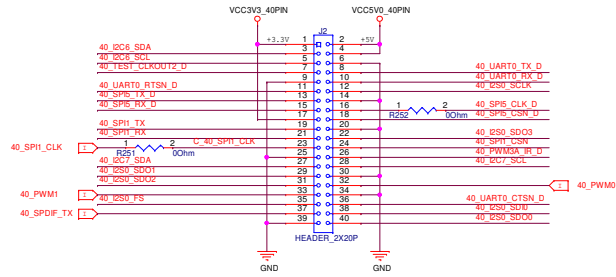 VCC3V3_40PIN VCC5V0_40PIN
J2
+3.3V 1 2 +5V
40_I2C6_SDA 3 4
40_I2C6_SCL 5 6
40_TEST_CLKOUT2_D 7 8 40_UART0_TX_D
9 10 40_UART0_RX_D
40_UART0_RTSN_D 11 12 40_I2S0_SCLK
40_SPI5_TX_D 13 14
40_SPI5_RX_D 15 16 R252 1 2 0Ohm 40_SPI5_CLK_D
17 18 40_SPI5_CSN_D
40_SPI1_TX 19 20
40_SPI1_RX 21 22 40_I2S0_SDO3
40_SPI1_CLK R251 1 2 0Ohm C_40_SPI1_CLK 23 24 40_SPI1_CSN
25 26 40_PWM3A_IR_D
40_I2C7_SDA 27 28 40_I2C7_SCL
40_I2S0_SDO1 29 30
40_I2S0_SDO2 31 32 40_PWM0
40_PWM1 33 34
40_I2S0_FS 35 36 40_UART0_CTSN_D
40_SPDIF_TX 37 38 40_I2S0_SDI0
39 40 40_I2S0_SDO0
HEADER_2X20P
GND GND